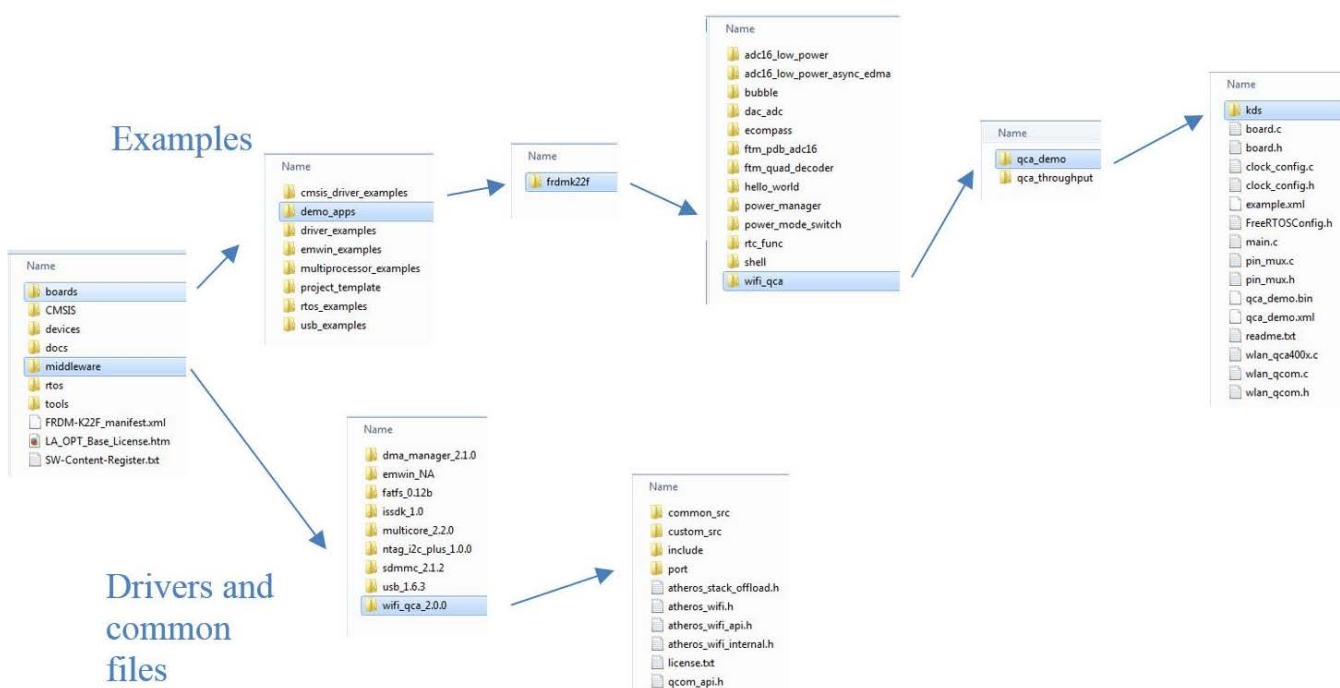 Examples
Name
boards
CMSIS
devices
docs
middleware
rtos
tools
FRDM-K22F_manifest.xml
LA_OPT_Base_License.htm
SW-Content-Register.txt
Name
cmsis_driver_examples
demo_apps
driver_examples
emwin_examples
multiprocessor_examples
project_template
rtos_examples
usb_examples
Name
frdmk22f
Name
adc16_low_power
adc16_low_power_async_edma
bubble
dac_adc
ecompass
ftm_pdb_adc16
ftm_quad_decoder
hello_world
power_manager
power_mode_switch
rtc_func
shell
wifi_qca
Name
qca_demo
qca_throughput
Name
kds
board.c
board.h
clock_config.c
clock_config.h
example.xml
FreeRTOSConfig.h
main.c
pin_mux.c
pin_mux.h
qca_demo.bin
qca_demo.xml
readme.txt
wlan_qca400x.c
wlan_qcom.c
wlan_qcom.h
Drivers and
common
files
Name
dma_manager_2.1.0
emwin_NA
fatfs_0.12b
issdk_1.0
multicore_2.2.0
ntag_i2c_plus_1.0.0
sdmmc_2.1.2
usb_1.6.3
wifi_qca_2.0.0
Name
common_src
custom_src
include
port
atheros_stack_offload.h
atheros_wifi.h
atheros_wifi_api.h
atheros_wifi_internal.h
license.txt
qcom_api.h